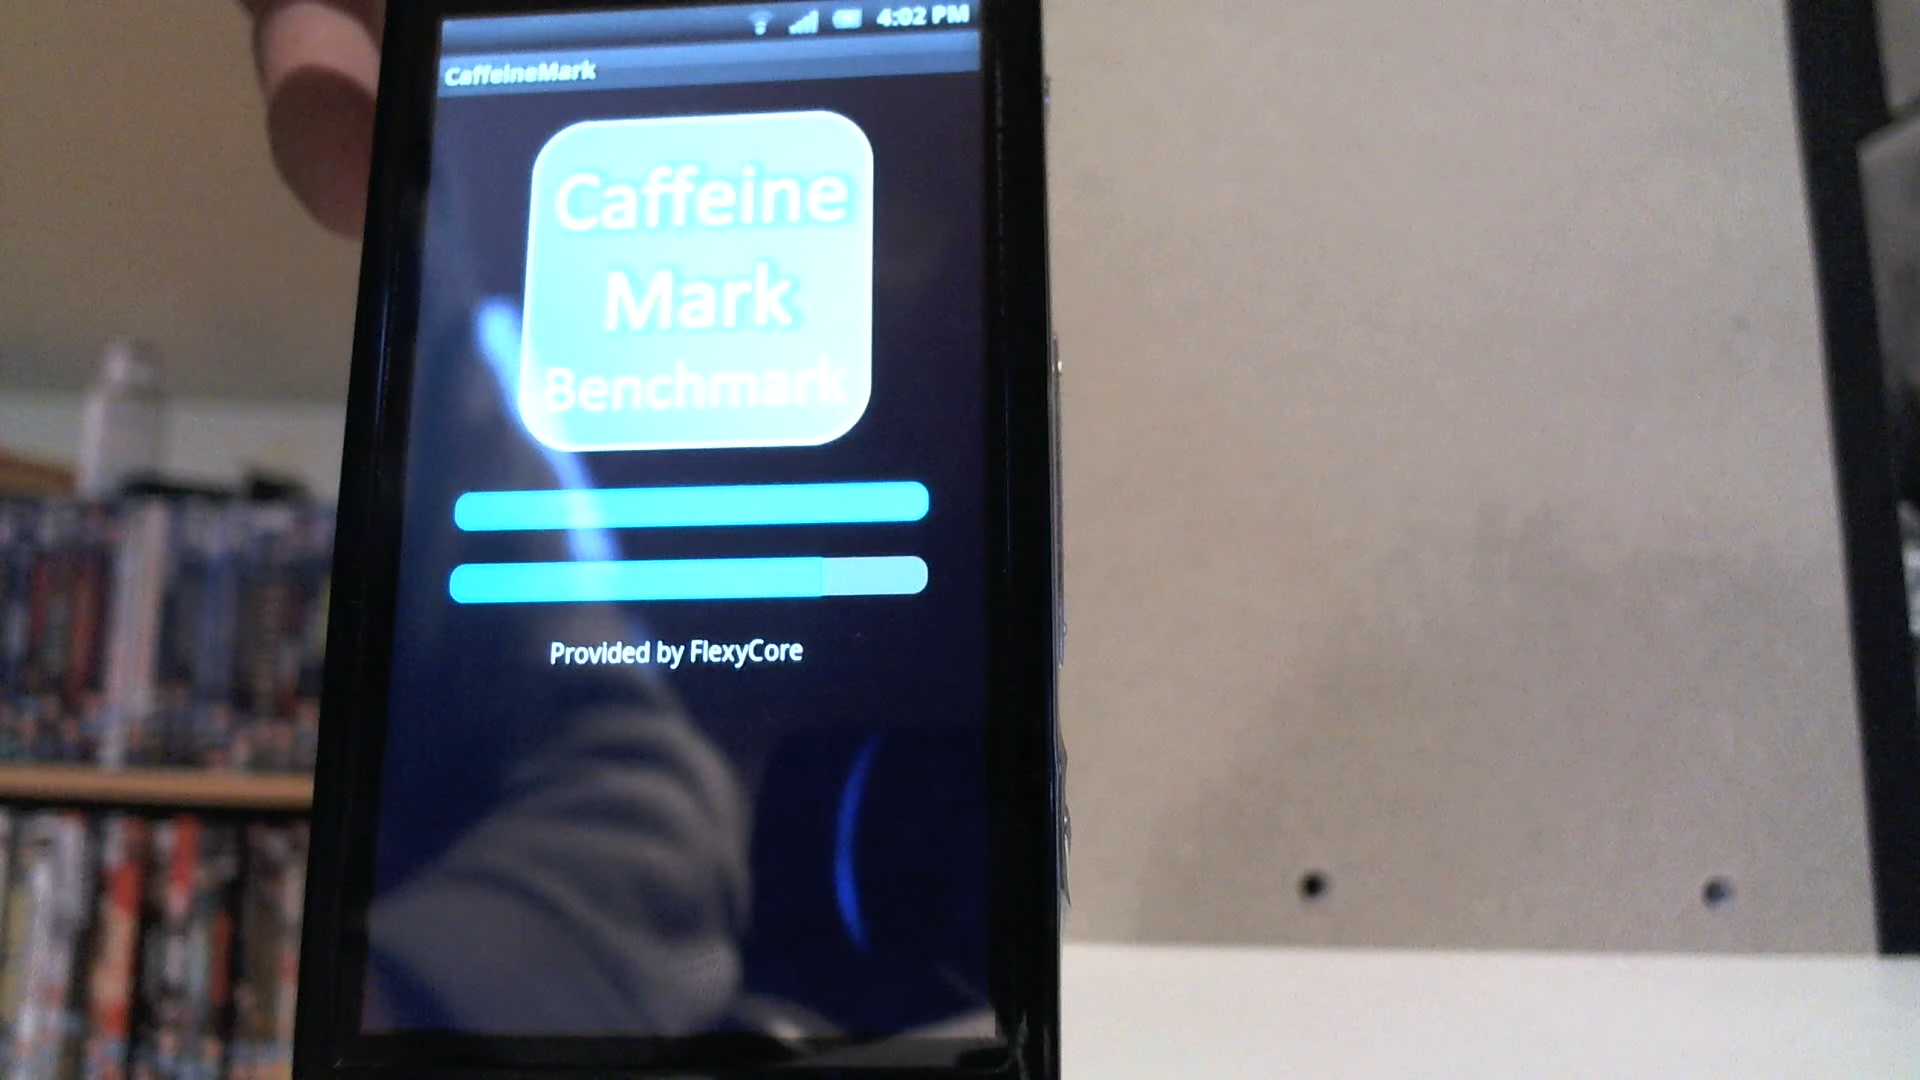 4:02 PM
CaffeineMark
Caffeine
Mark
Benchmark
Provided by FlexyCore